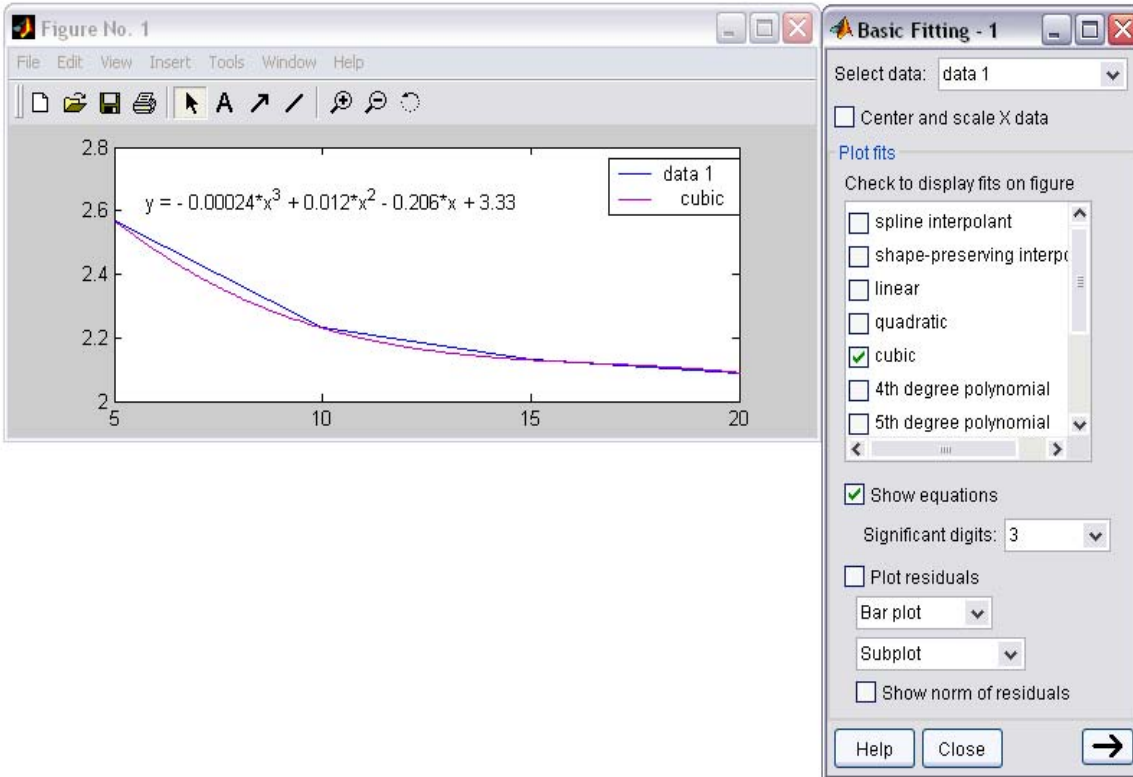 Figure No. 1
File Edit View Insert Tools Window Help
A
2.8
2.6
2.4
2.2
2
5
10
15
20
y = - 0.00024*x³ + 0.012*x² - 0.206*x + 3.33
data 1
cubic
Basic Fitting - 1
Select data: data 1
Center and scale X data
Plot fits
Check to display fits on figure
spline interpolant
shape-preserving interpo
linear
quadratic
cubic
4th degree polynomial
5th degree polynomial
Show equations
Significant digits: 3
Plot residuals
Bar plot
Subplot
Show norm of residuals
Help Close